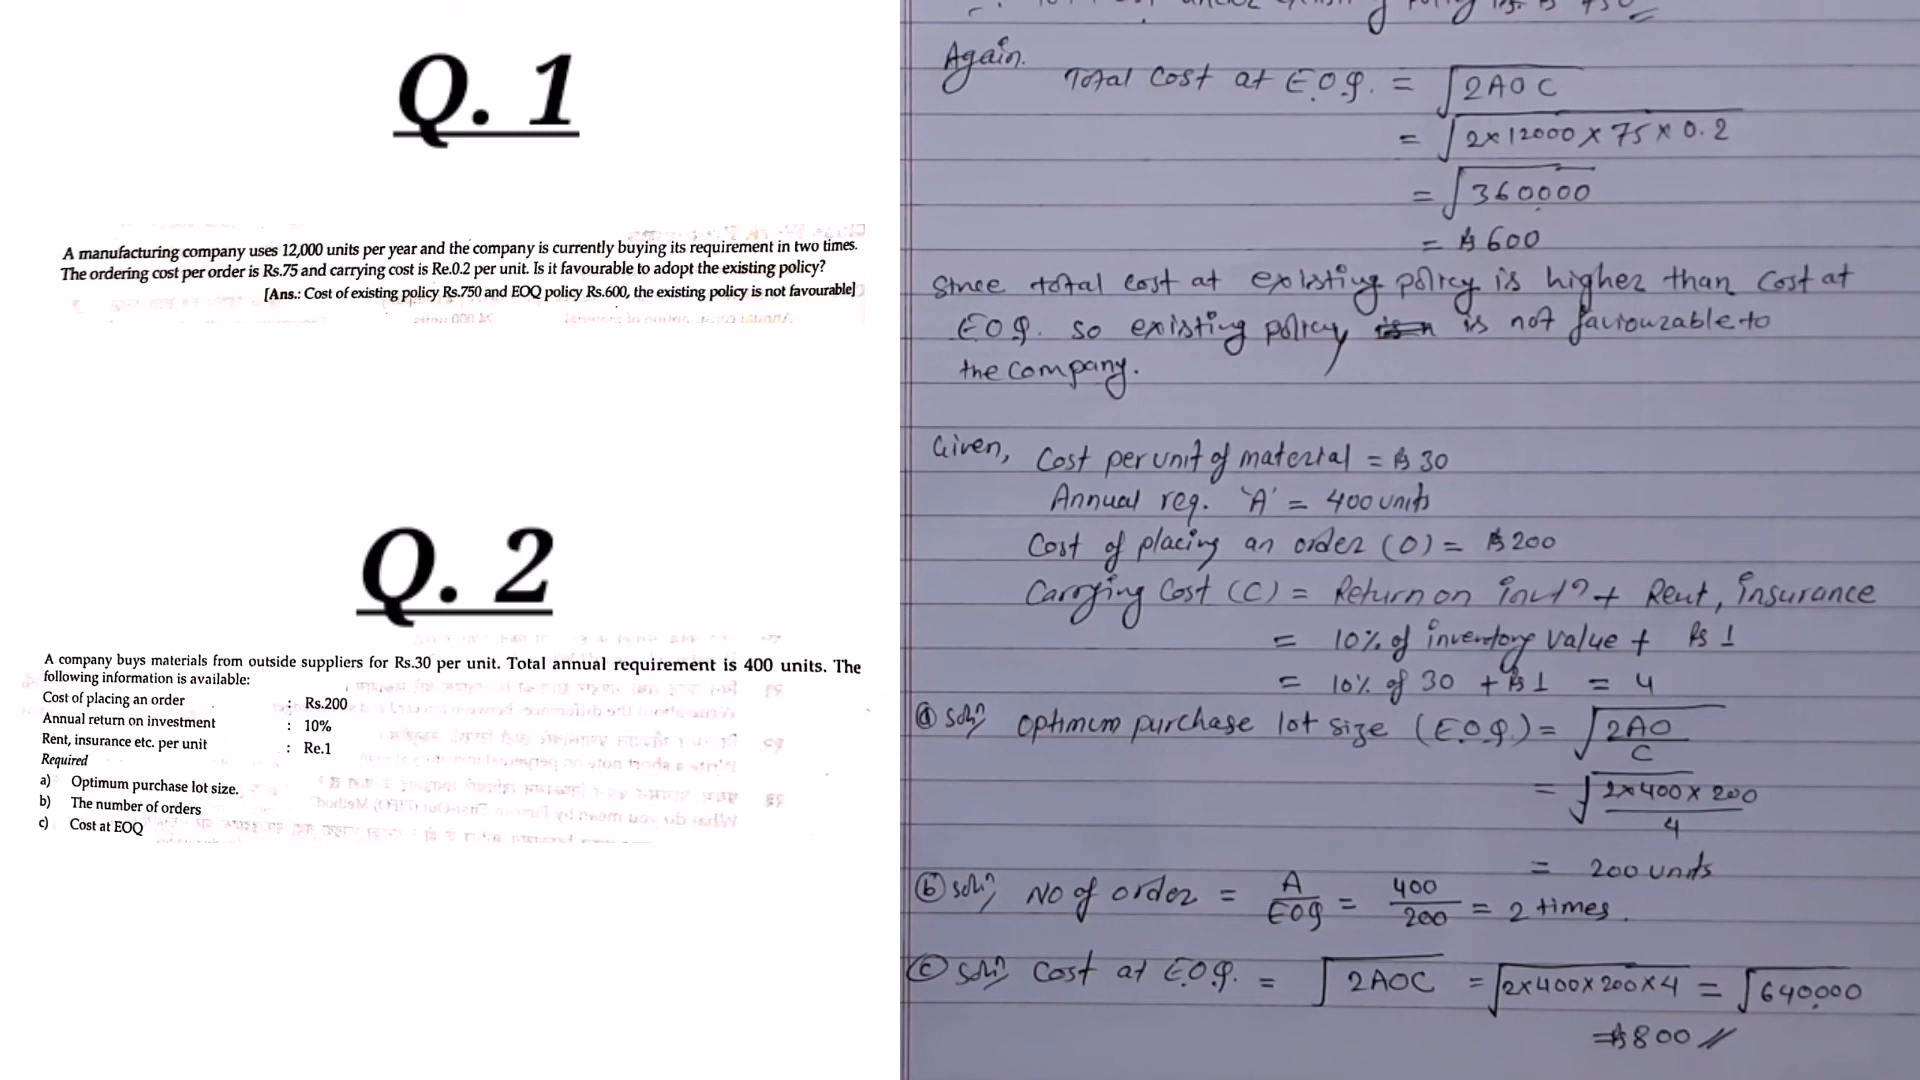 Q. 1
A manufacturing company uses 12,000 units per year and the company is currently buying its requirement in two times.
The ordering cost per order is Rs.75 and carrying cost is Re.0.2 per unit. Is it favourable to adopt the existing policy?
[Ans.: Cost of existing policy Rs.750 and EOQ policy Rs.600, the existing policy is not favourable]
Q. 2
A company buys materials from outside suppliers for Rs.30 per unit. Total annual requirement is 400 units. The
following information is available:
Cost of placing an order : Rs.200
Annual return on investment : 10%
Rent, insurance etc. per unit : Re.1
Required
a) Optimum purchase lot size.
b) The number of orders
c) Cost at EOQ
Again.
Total Cost at E.O.Q. = √2AOC
= √2×12000×75×0.2
= √360000
= Rs 600
Since total cost at existing policy is higher than cost at
E.O.Q. so existing policy is not faviourable to
the company.
Given, Cost per unit of material = Rs 30
Annual req. 'A' = 400 units
Cost of placing an order (O) = Rs 200
Carrying Cost (C) = Return on invtⁿ + Rent, insurance
= 10% of inventory value + Rs 1
= 10% of 30 + Rs 1 = 4
(a) Solⁿ, Optimum purchase lot size (E.O.Q.) = √2AO/C
= √2×400×200/4
= 200 units
(b) Solⁿ, No of order = A/EOQ = 400/200 = 2 times.
(c) Solⁿ, Cost at E.O.Q. = √2AOC = √2×400×200×4 = √640000
= Rs 800 //